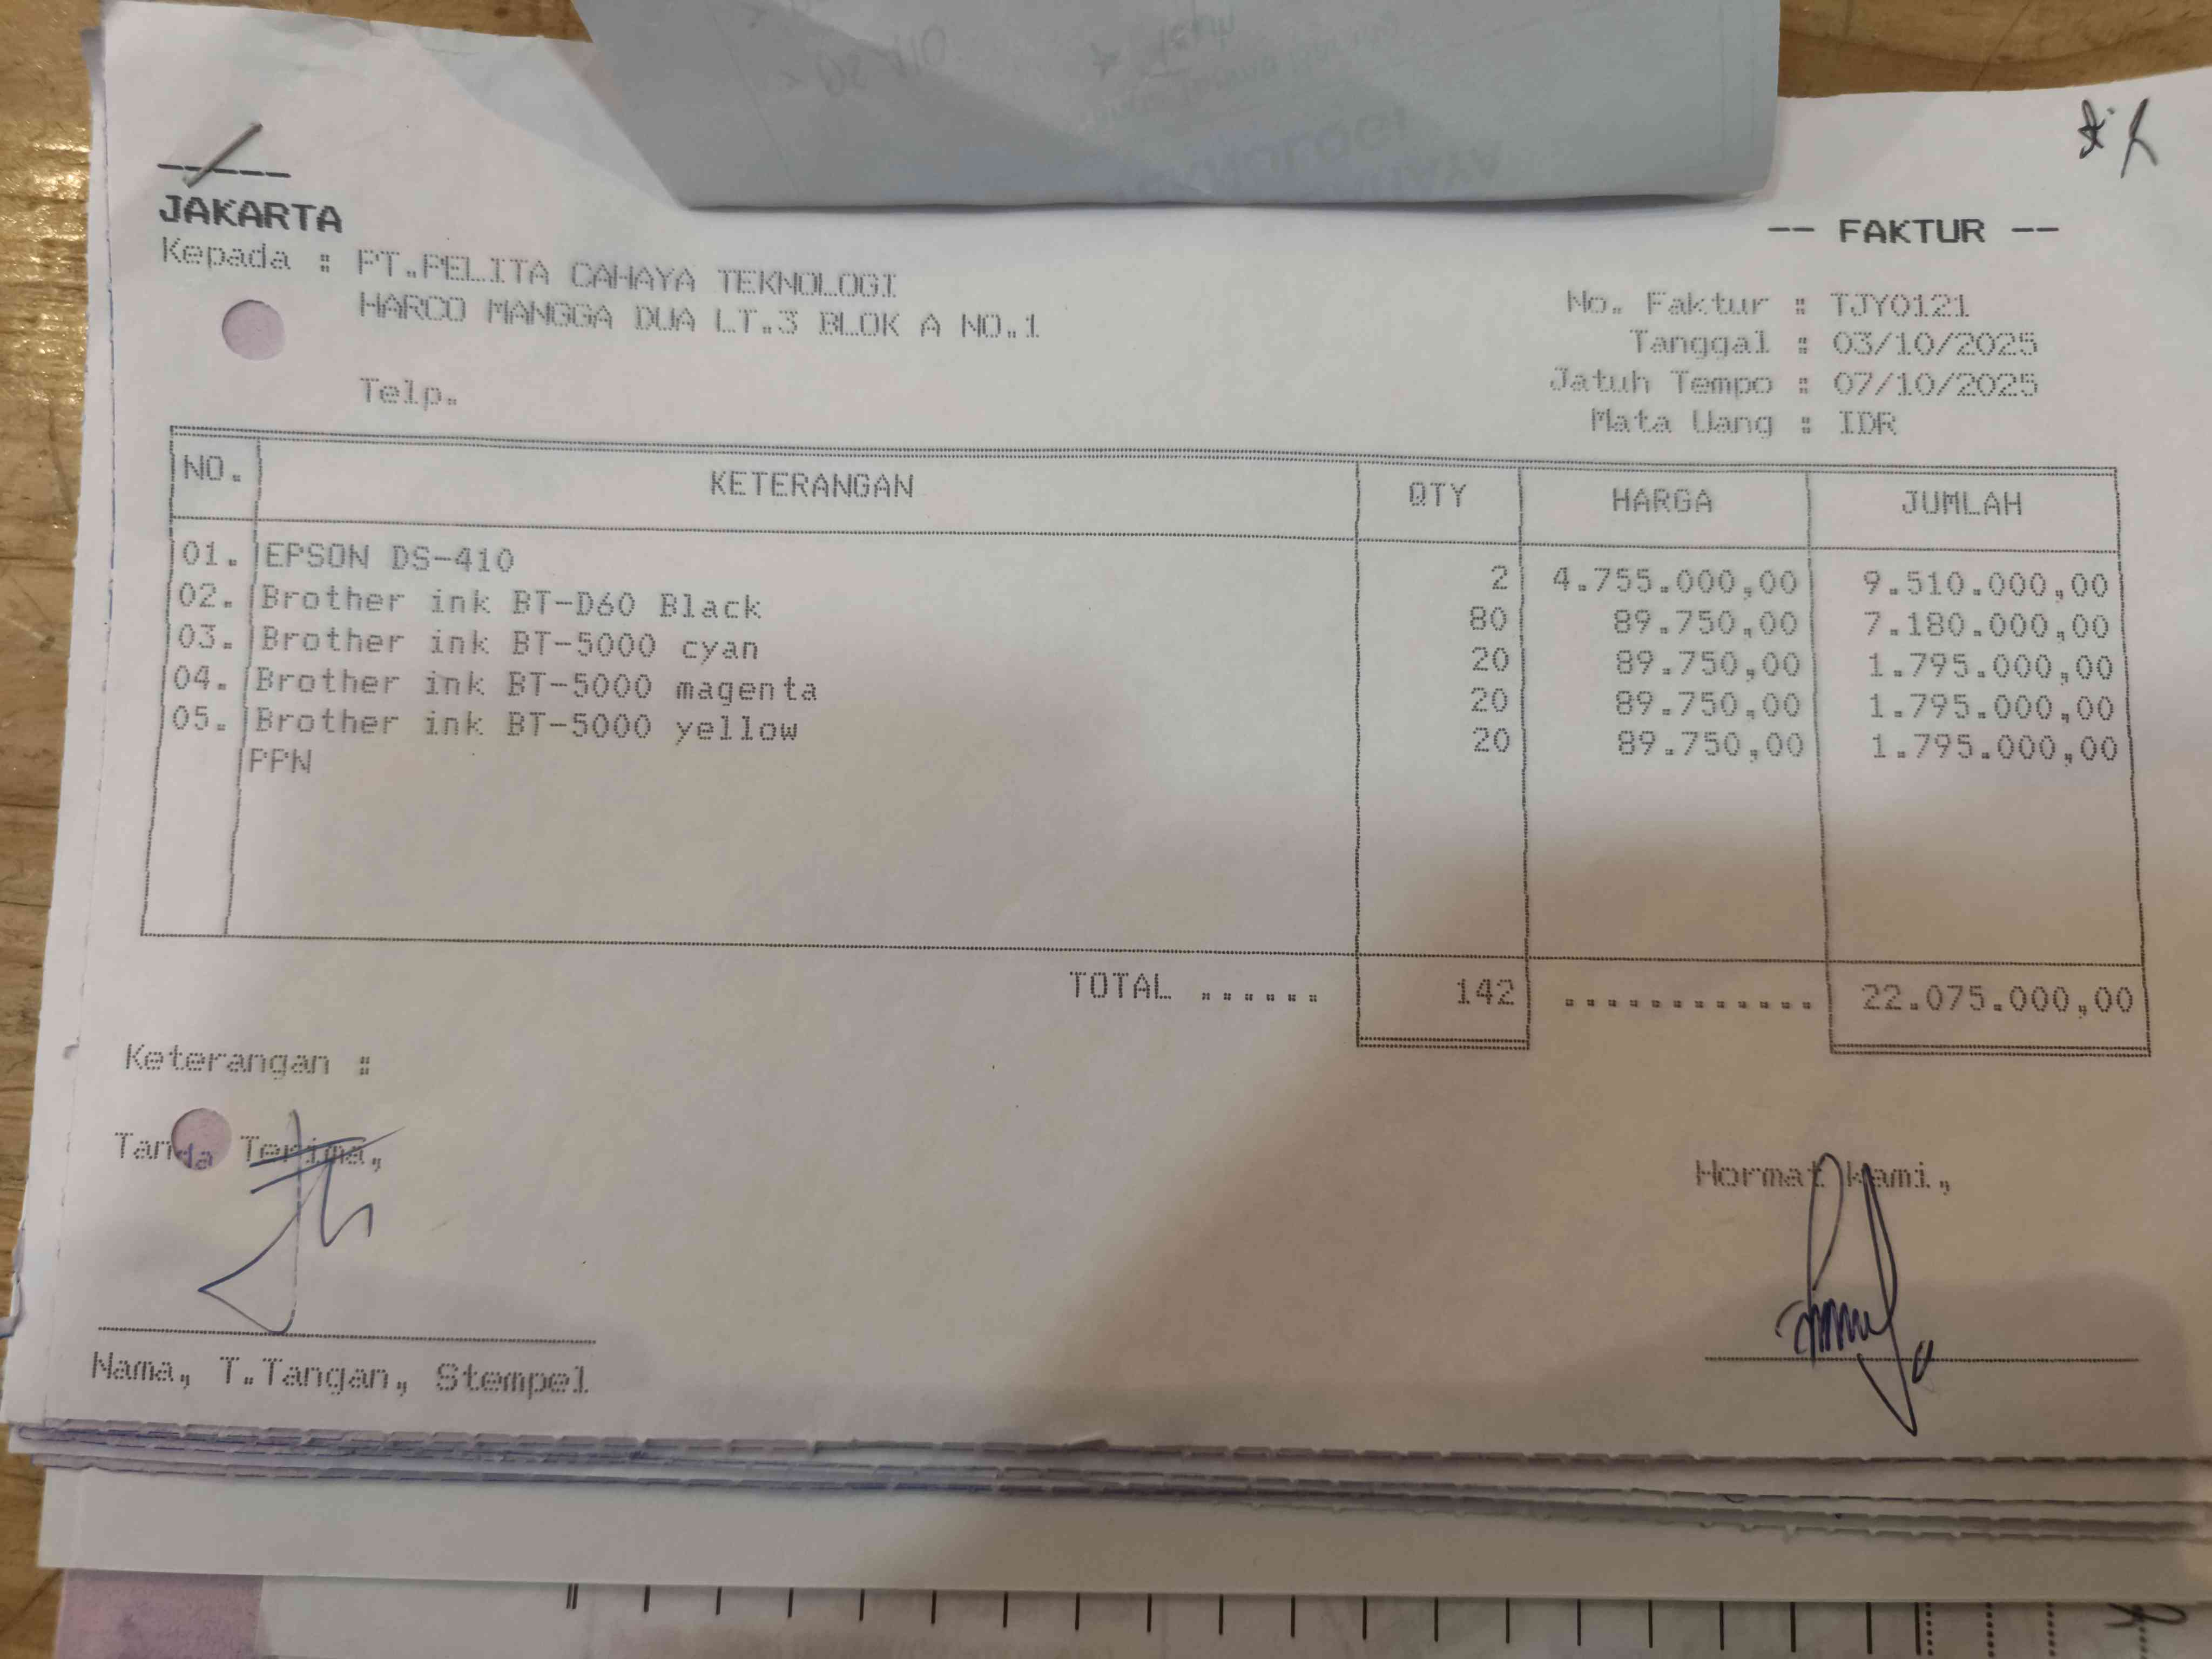 JAKARTA
-- FAKTUR --
Kepada : PT.PELITA CAHAYA TEKNOLOGI
HARCO MANGGA DUA LT.3 BLOK A NO.1
Telp.
No. Faktur : TJY0121
Tanggal : 03/10/2025
Jatuh Tempo : 07/10/2025
Mata Uang : IDR
NO. KETERANGAN QTY HARGA JUMLAH
01. EPSON DS-410 2 4.755.000,00 9.510.000,00
02. Brother ink BT-D60 Black 80 89.750,00 7.180.000,00
03. Brother ink BT-5000 cyan 20 89.750,00 1.795.000,00
04. Brother ink BT-5000 magenta 20 89.750,00 1.795.000,00
05. Brother ink BT-5000 yellow 20 89.750,00 1.795.000,00
PPN
TOTAL ...... 142 ............ 22.075.000,00
Keterangan :
Tanda Terima,
Hormat Kami,
Nama, T.Tangan, Stempel